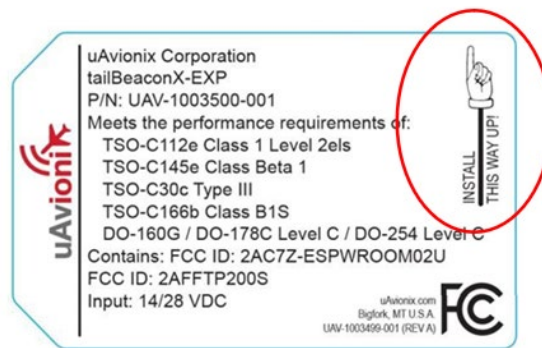 uAvionix
uAvionix Corporation
tailBeaconX-EXP
P/N: UAV-1003500-001
Meets the performance requirements of:
TSO-C112e Class 1 Level 2els
TSO-C145e Class Beta 1
TSO-C30c Type III
TSO-C166b Class B1S
DO-160G / DO-178C Level C / DO-254 Level C
Contains: FCC ID: 2AC7Z-ESPWROOM02U
FCC ID: 2AFFTP200S
Input: 14/28 VDC
INSTALL
THIS WAY UP!
uAvionix.com
Bigfork, MT U.S.A.
UAV-1003499-001 (REV A)
FCC